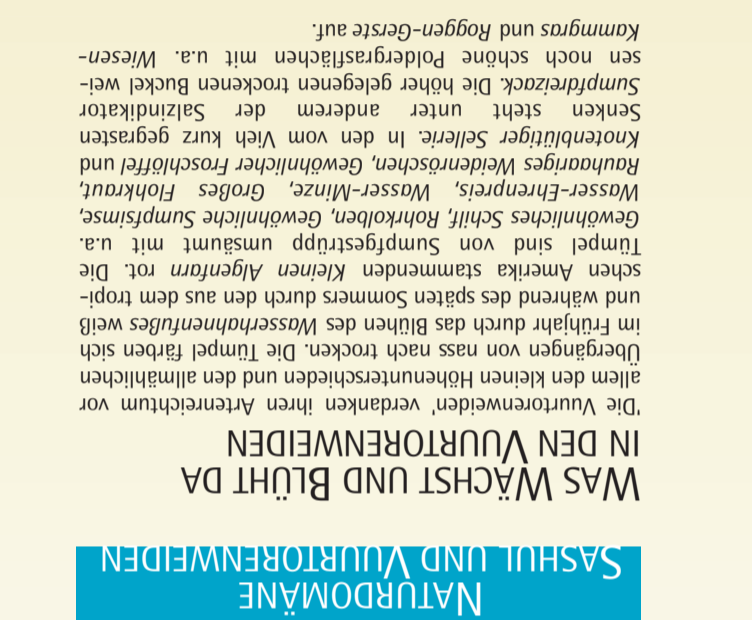 NATURDOMÄNE
SASHUL UND VUURTORENWEIDEN
WAS WÄCHST UND BLÜHT DA
IN DEN VUURTORENWEIDEN
'Die Vuurtorenweiden' verdanken ihren Artenreichtum vor
allem den kleinen Höhenunterschieden und den allmählichen
Übergängen von nass nach trocken. Die Tümpel färben sich
im Frühjahr durch das Blühen des Wasserhahnenfußes weiß
und während des späten Sommers durch den aus dem tropi-
schen Amerika stammenden Kleinen Algenfarn rot. Die
Tümpel sind von Sumpfgestrüpp umsäumt mit u.a.
Gewöhnliches Schilf, Rohrkolben, Gewöhnliche Sumpfsimse,
Wasser-Ehrenpreis, Wasser-Minze, Großes Flohkraut,
Rauhaariges Weidenröschen, Gewöhnlicher Froschlöffel und
Knotenblütiger Sellerie. In den vom Vieh kurz gegrasten
Senken steht unter anderem der Salzindikator
Sumpfdreizack. Die höher gelegenen trockenen Buckel wei-
sen noch schöne Poldergrasflächen mit u.a. Wiesen-
Kammgras und Roggen-Gerste auf.